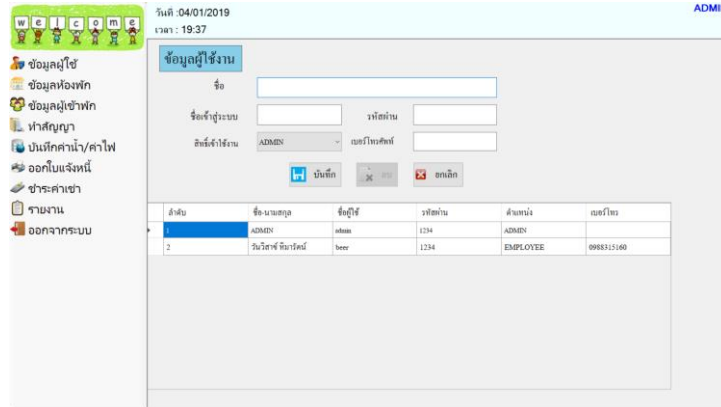 welcome
วันที่ :04/01/2019
เวลา : 19:37
ADMI
ข้อมูลผู้ใช้
ข้อมูลห้องพัก
ข้อมูลผู้เข้าพัก
ทำสัญญา
บันทึกค่าน้ำ/ค่าไฟ
ออกใบแจ้งหนี้
ชำระค่าเช่า
รายงาน
ออกจากระบบ
ข้อมูลผู้ใช้งาน
ชื่อ
ชื่อเข้าสู่ระบบ รหัสผ่าน
สิทธิ์เข้าใช้งาน ADMIN เบอร์โทรศัพท์
บันทึก ลบ ยกเลิก
ลำดับ ชื่อ-นามสกุล ชื่อผู้ใช้ รหัสผ่าน ตำแหน่ง เบอร์โทร
1 ADMIN admin 1234 ADMIN
2 วันวิสาข์ beer 1234 EMPLOYEE 0988315160